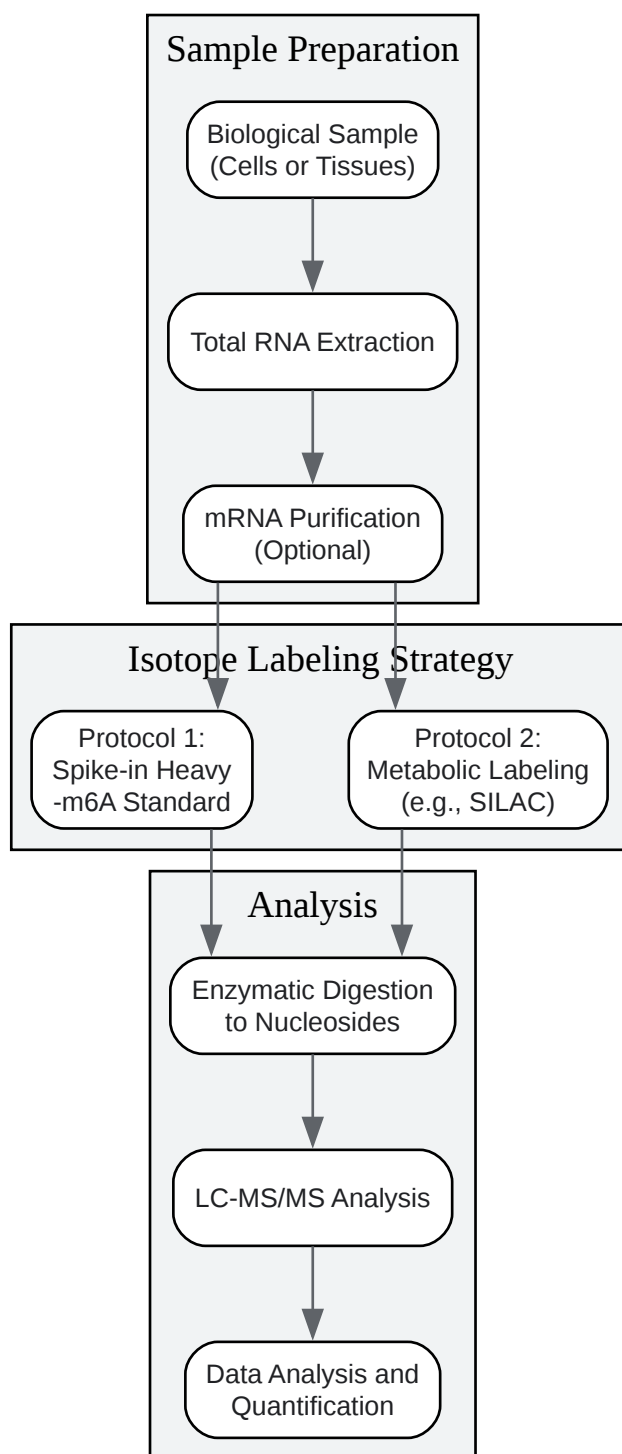 Sample Preparation
Biological Sample
(Cells or Tissues)
Total RNA Extraction
mRNA Purification
(Optional)
Isotope Labeling Strategy
Protocol 1:
Spike-in Heavy
-m6A Standard
Protocol 2:
Metabolic Labeling
(e.g., SILAC)
Analysis
Enzymatic Digestion
to Nucleosides
LC-MS/MS Analysis
Data Analysis and
Quantification